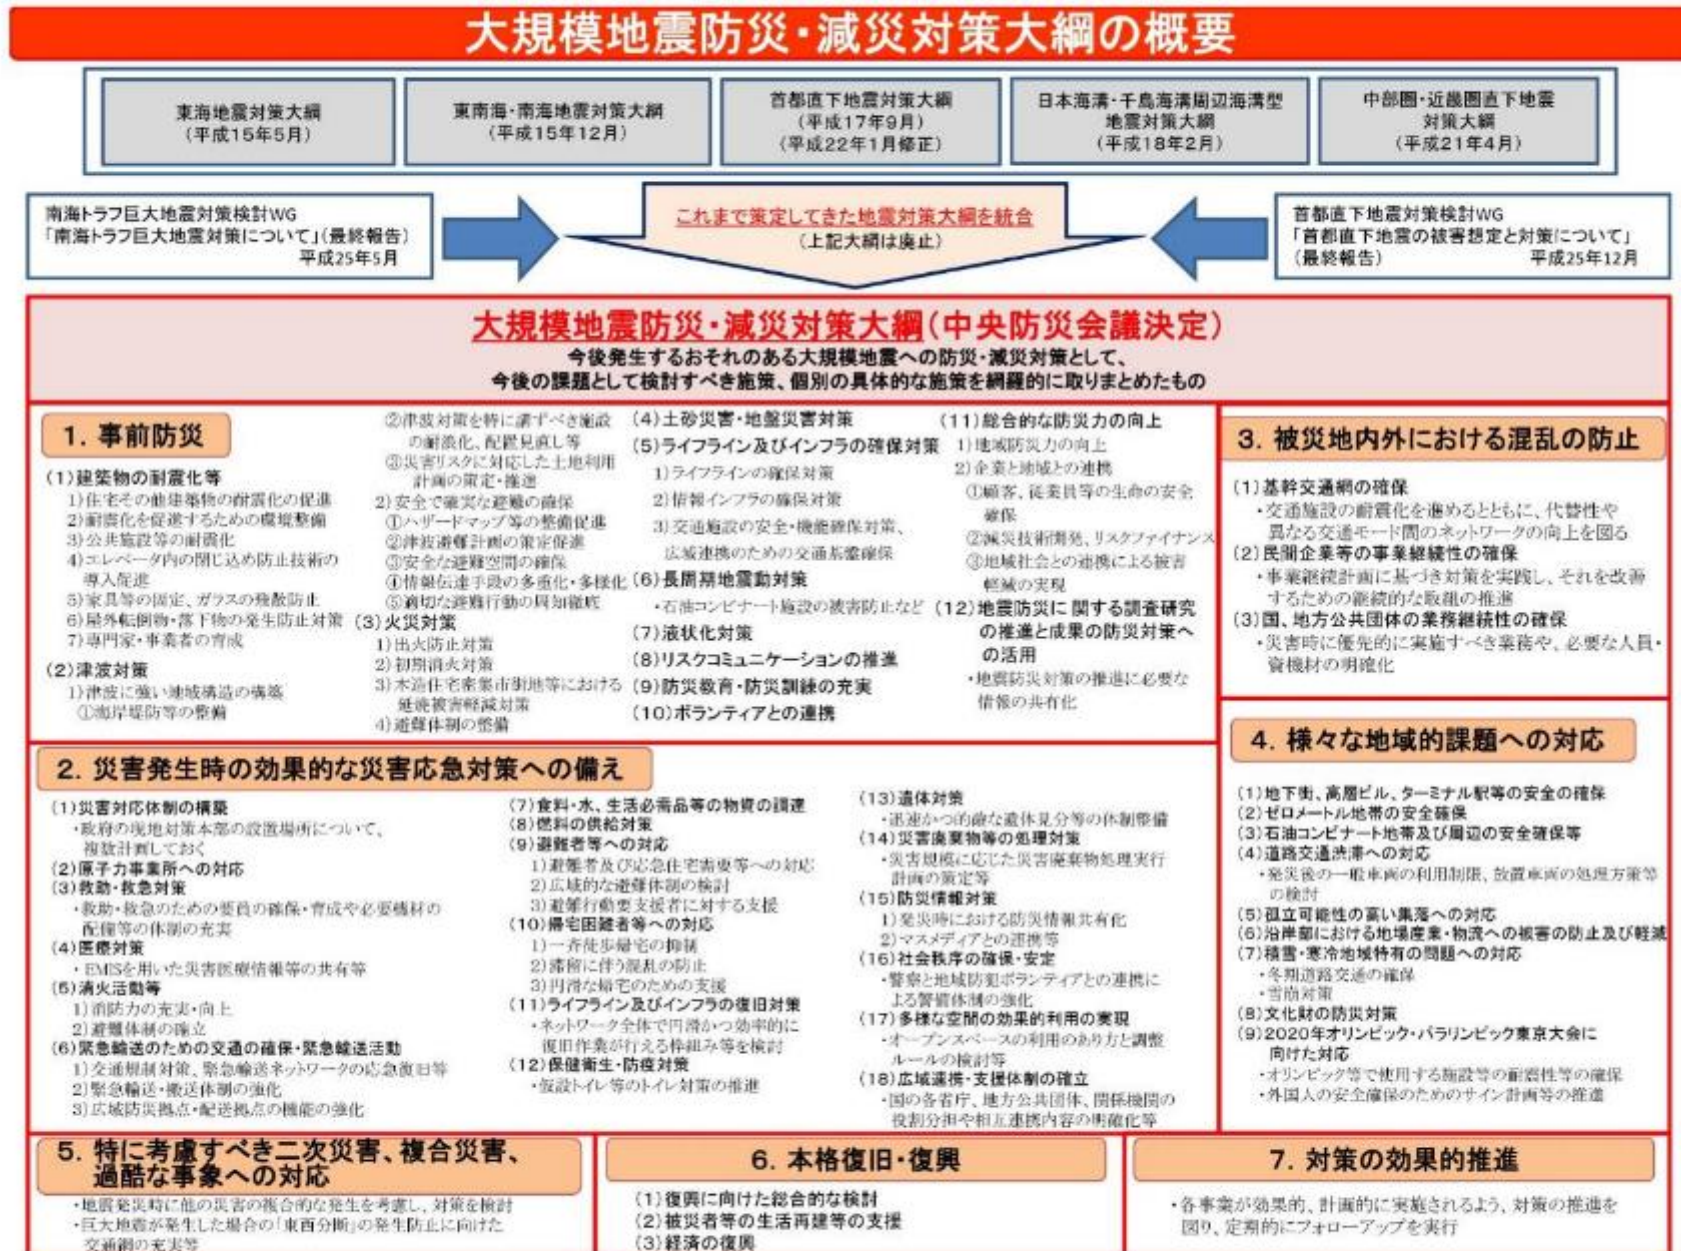 大規模地震防災・減災対策大綱の概要
東海地震対策大綱
(平成15年5月)
東南海・南海地震対策大綱
(平成15年12月)
首都直下地震対策大綱
(平成17年9月)
(平成22年1月修正)
日本海溝・千島海溝周辺海溝型
地震対策大綱
(平成18年2月)
中部圏・近畿圏直下地震
対策大綱
(平成21年4月)
南海トラフ巨大地震対策検討WG
「南海トラフ巨大地震対策について」(最終報告)
平成25年5月
これまで策定してきた地震対策大綱を統合
(上記大綱は廃止)
首都直下地震対策検討WG
「首都直下地震の被害想定と対策について」
(最終報告) 平成25年12月
大規模地震防災・減災対策大綱(中央防災会議決定)
今後発生するおそれのある大規模地震への防災・減災対策として、
今後の課題として検討すべき施策、個別の具体的な施策を網羅的に取りまとめたもの
1. 事前防災
(1)建築物の耐震化等
1)住宅その他建築物の耐震化の促進
2)耐震化を促進するための環境整備
3)公共施設等の耐震化
4)エレベータ内の閉じ込め防止技術の
導入促進
5)家具等の固定、ガラスの飛散防止
6)屋外転倒物・落下物の発生防止対策
7)専門家・事業者の育成
(2)津波対策
1)津波に強い地域構造の構築
①海岸堤防等の整備
②津波対策を特に講ずべき施設
の耐浪化、配置見直し等
③災害リスクに対応した土地利用
計画の策定・推進
2)安全で確実な避難の確保
①ハザードマップ等の整備促進
②津波避難計画の策定促進
③安全な避難空間の確保
④情報伝達手段の多重化・多様化
⑤適切な避難行動の周知徹底
(3)火災対策
1)出火防止対策
2)初期消火対策
3)木造住宅密集市街地等における
延焼被害軽減対策
4)避難体制の整備
(4)土砂災害・地盤災害対策
(5)ライフライン及びインフラの確保対策
1)ライフラインの確保対策
2)情報インフラの確保対策
3)交通施設の安全・機能確保対策、
広域連携のための交通基盤確保
(6)長周期地震動対策
・石油コンビナート施設の被害防止など
(7)液状化対策
(8)リスクコミュニケーションの推進
(9)防災教育・防災訓練の充実
(10)ボランティアとの連携
(11)総合的な防災力の向上
1)地域防災力の向上
2)企業と地域との連携
①顧客、従業員等の生命の安全
確保
②減災技術開発、リスクファイナンス
③地域社会との連携による被害
軽減の実現
(12)地震防災に関する調査研究
の推進と成果の防災対策へ
の活用
・地震防災対策の推進に必要な
情報の共有化
3. 被災地内外における混乱の防止
(1)基幹交通網の確保
・交通施設の耐震化を進めるとともに、代替性や
異なる交通モード間のネットワークの向上を図る
(2)民間企業等の事業継続性の確保
・事業継続計画に基づき対策を実践し、それを改善
するための継続的な取組の推進
(3)国、地方公共団体の業務継続性の確保
・災害時に優先的に実施すべき業務や、必要な人員・
資機材の明確化
2. 災害発生時の効果的な災害応急対策への備え
(1)災害対応体制の構築
・政府の現地対策本部の設置場所について、
複数計画しておく
(2)原子力事業所への対応
(3)救助・救急対策
・救助・救急のための要員の確保・育成や必要機材の
配備等の体制の充実
(4)医療対策
・EMISを用いた災害医療情報等の共有等
(5)消火活動等
1)消防力の充実・向上
2)避難体制の確立
(6)緊急輸送のための交通の確保・緊急輸送活動
1)交通規制対策、緊急輸送ネットワークの応急復旧等
2)緊急輸送・搬送体制の強化
3)広域防災拠点・配送拠点の機能の強化
(7)食料・水、生活必需品等の物資の調達
(8)燃料の供給対策
(9)避難者等への対応
1)避難者及び応急住宅需要等への対応
2)広域的な避難体制の検討
3)避難行動要支援者に対する支援
(10)帰宅困難者等への対応
1)一斉徒歩帰宅の抑制
2)滞留に伴う混乱の防止
3)円滑な帰宅のための支援
(11)ライフライン及びインフラの復旧対策
・ネットワーク全体で円滑かつ効率的に
復旧作業が行える枠組み等を検討
(12)保健衛生・防疫対策
・仮設トイレ等のトイレ対策の推進
(13)遺体対策
・迅速かつ的確な遺体見分等の体制整備
(14)災害廃棄物等の処理対策
・災害規模に応じた災害廃棄物処理実行
計画の策定等
(15)防災情報対策
1)発災時における防災情報共有化
2)マスメディアとの連携等
(16)社会秩序の確保・安定
・警察と地域防犯ボランティアとの連携に
よる警備体制の強化
(17)多様な空間の効果的利用の実現
・オープンスペースの利用のあり方と調整
ルールの検討等
(18)広域連携・支援体制の確立
・国の各省庁、地方公共団体、関係機関の
役割分担や相互連携内容の明確化等
4. 様々な地域的課題への対応
(1)地下街、高層ビル、ターミナル駅等の安全の確保
(2)ゼロメートル地帯の安全確保
(3)石油コンビナート地帯及び周辺の安全確保等
(4)道路交通渋滞への対応
・発災後の一般車両の利用制限、放置車両の処理方策等
の検討
(5)孤立可能性の高い集落への対応
(6)沿岸部における地場産業・物流への被害の防止及び軽減
(7)積雪・寒冷地域特有の問題への対応
・冬期道路交通の確保
・雪崩対策
(8)文化財の防災対策
(9)2020年オリンピック・パラリンピック東京大会に
向けた対応
・オリンピック等で使用する施設等の耐震性等の確保
・外国人の安全確保のためのサイン計画等の推進
5. 特に考慮すべき二次災害、複合災害、
過酷な事象への対応
・地震発災時に他の災害の複合的な発生を考慮し、対策を検討
・巨大地震が発生した場合の「東西分断」の発生防止に向けた
交通網の充実等
6. 本格復旧・復興
(1)復興に向けた総合的な検討
(2)被災者等の生活再建等の支援
(3)経済の復興
7. 対策の効果的推進
・各事業が効果的、計画的に実施されるよう、対策の推進を
図り、定期的にフォローアップを実行